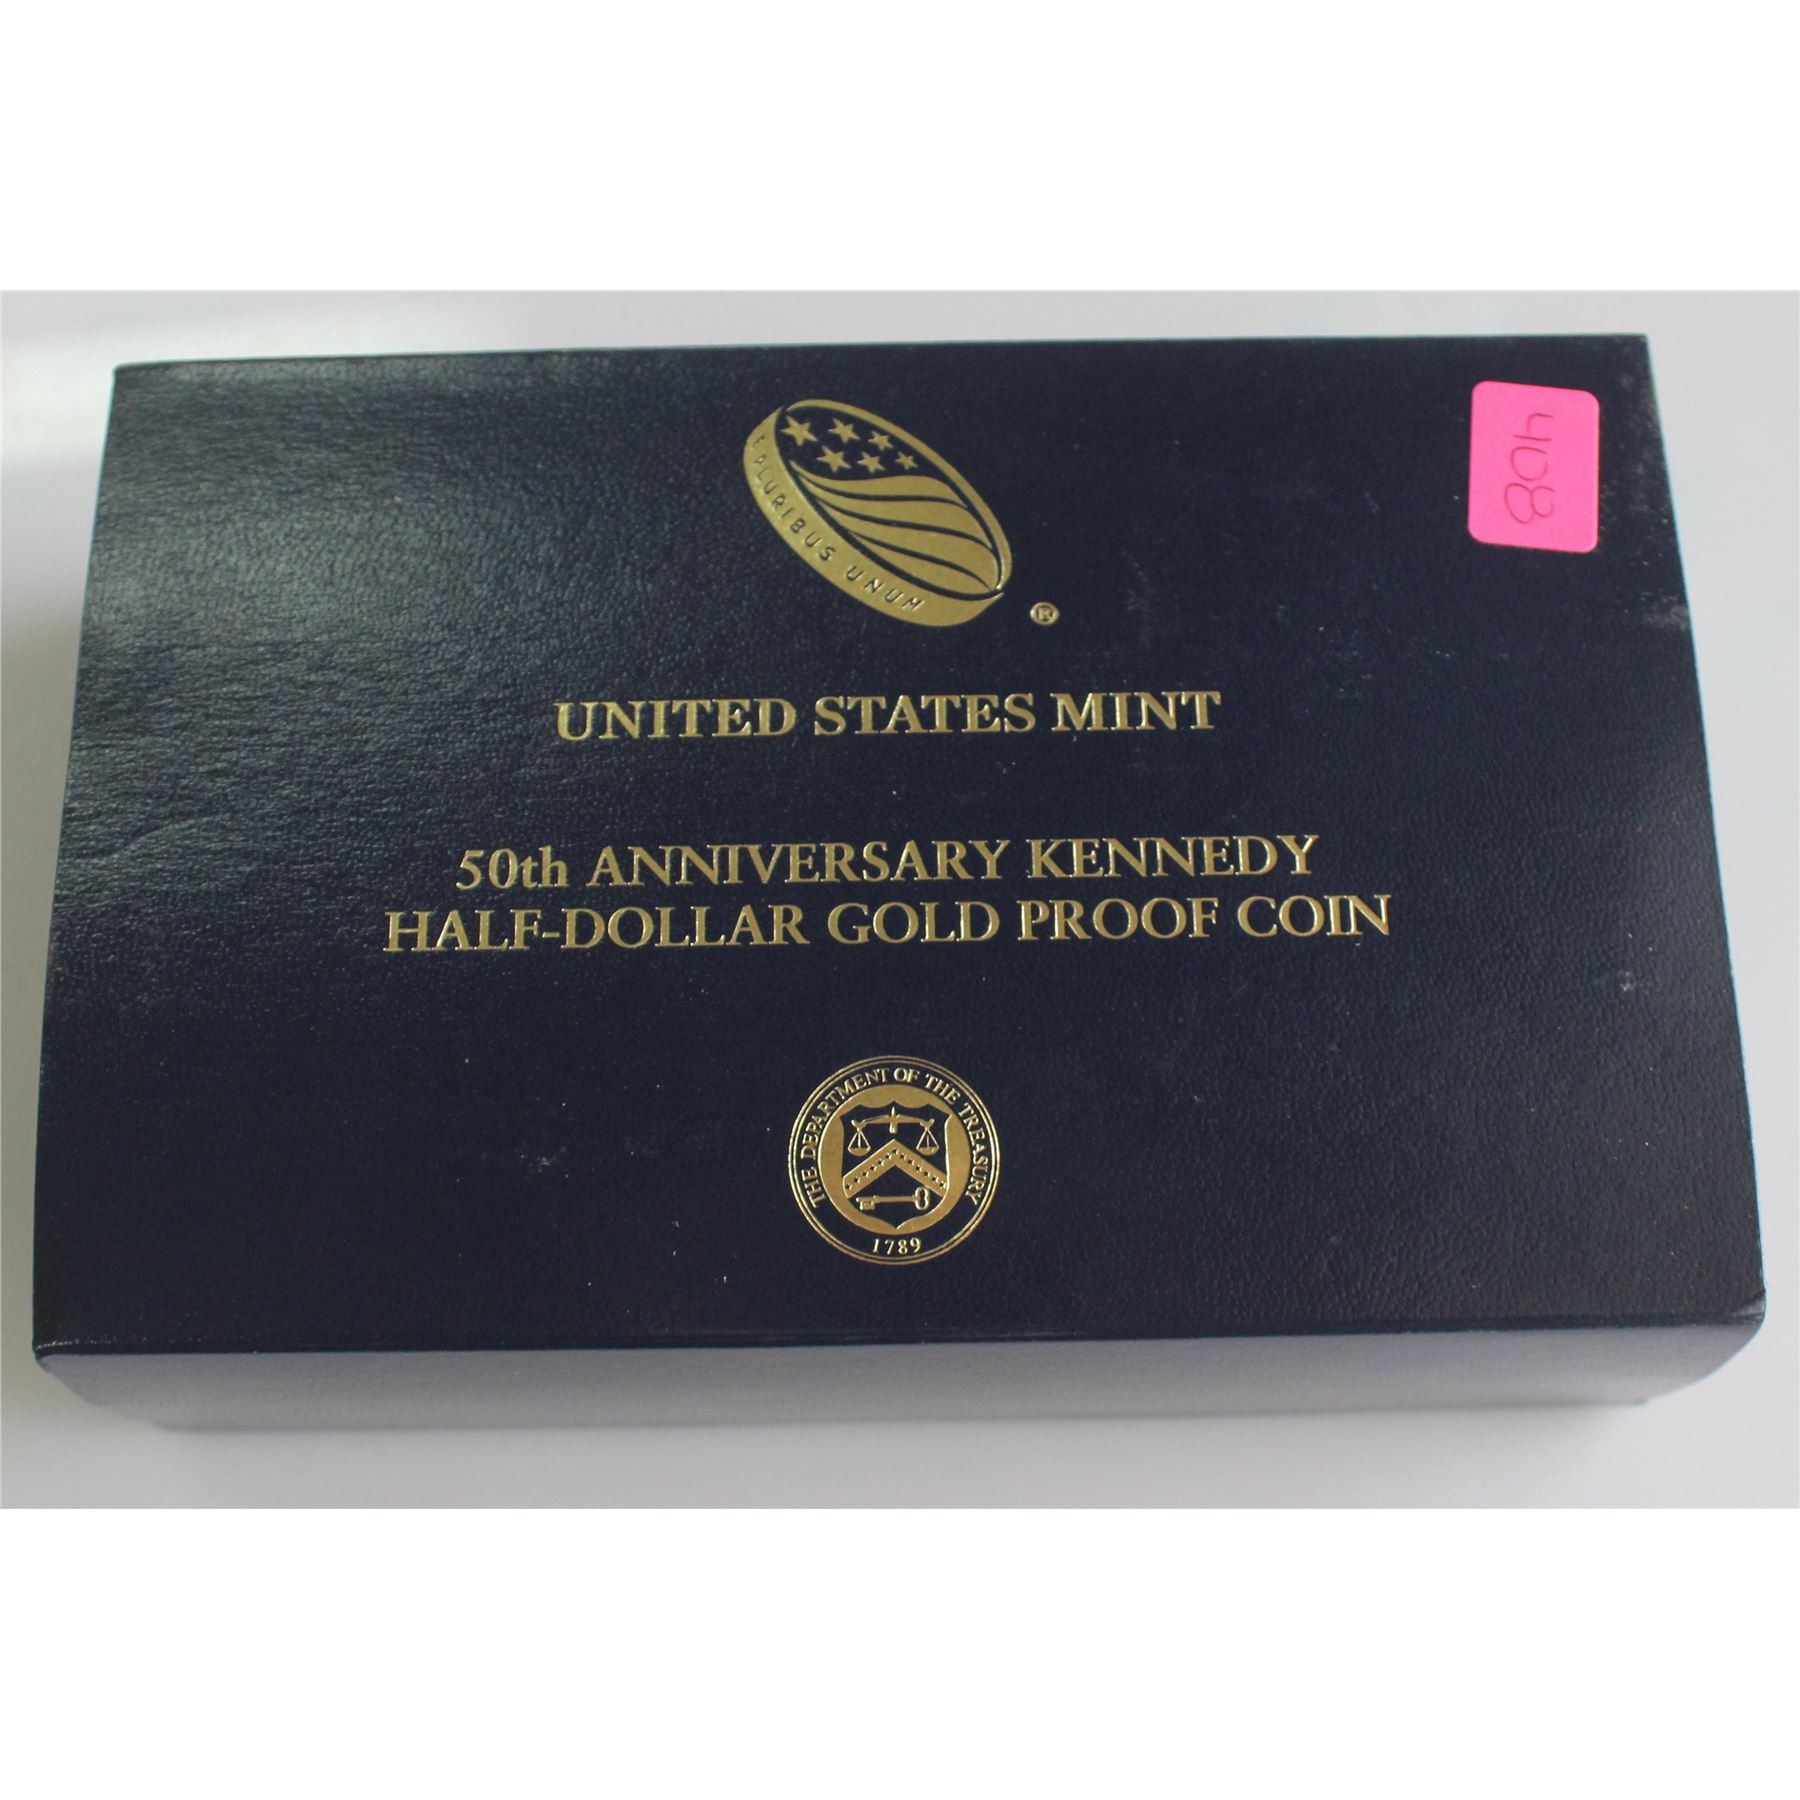 E PLURIBUS UNUM
®
408
UNITED STATES MINT
50th ANNIVERSARY KENNEDY
HALF-DOLLAR GOLD PROOF COIN
THE DEPARTMENT OF THE TREASURY
1789